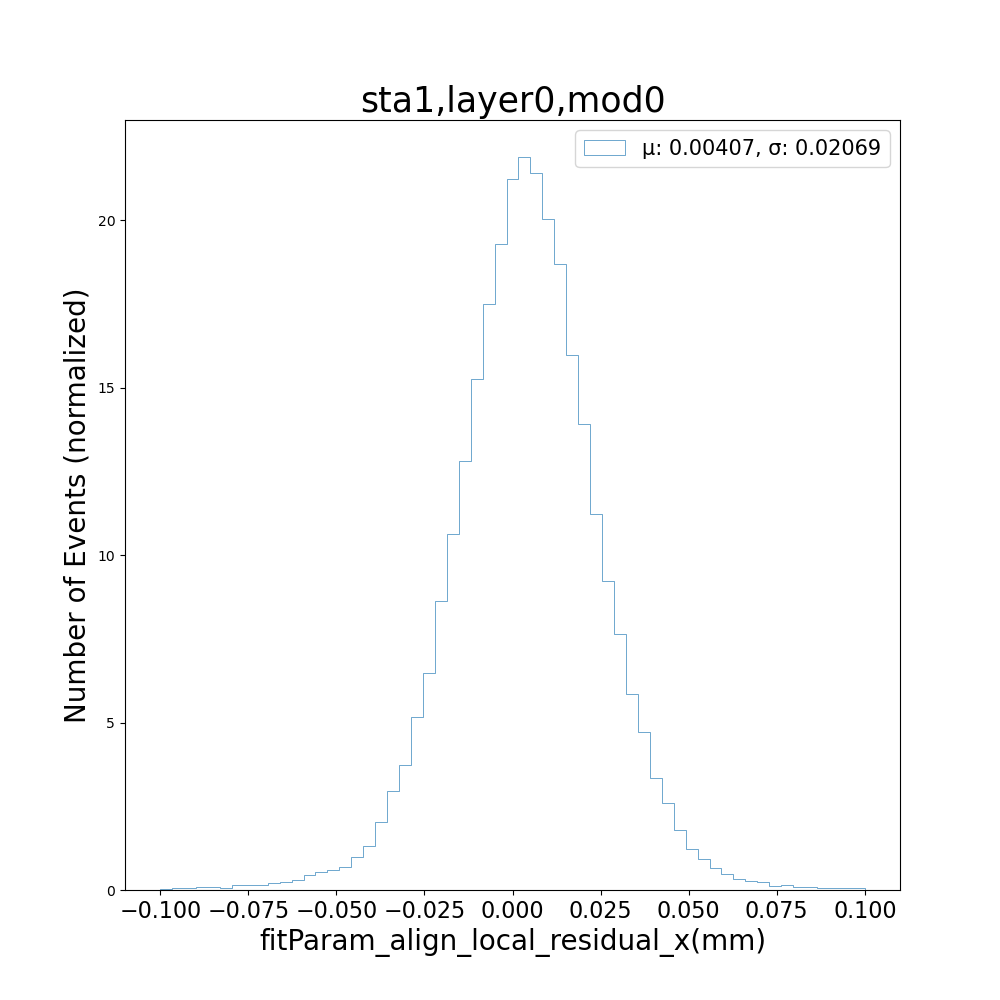 sta1,layer0,mod0
μ: 0.00407, σ: 0.02069
Number of Events (normalized)
20
15
10
5
0
−0.100 −0.075 −0.050 −0.025 0.000 0.025 0.050 0.075 0.100
fitParam_align_local_residual_x(mm)